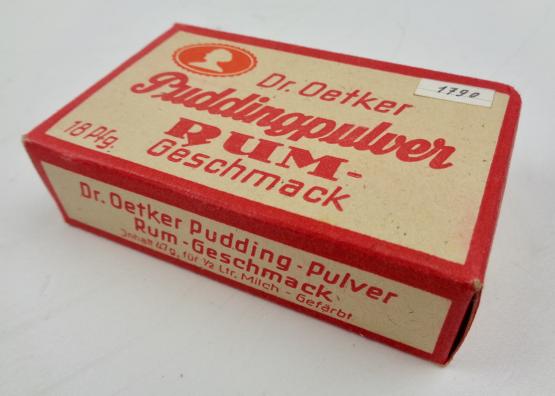 Dr. Oetker
Puddingpulver
RUM-
Geschmack
18 Pfg.
1790
Dr. Oetker Pudding-Pulver
Rum-Geschmack
Inhalt 47 g, für ½ Ltr. Milch - Gefärbt